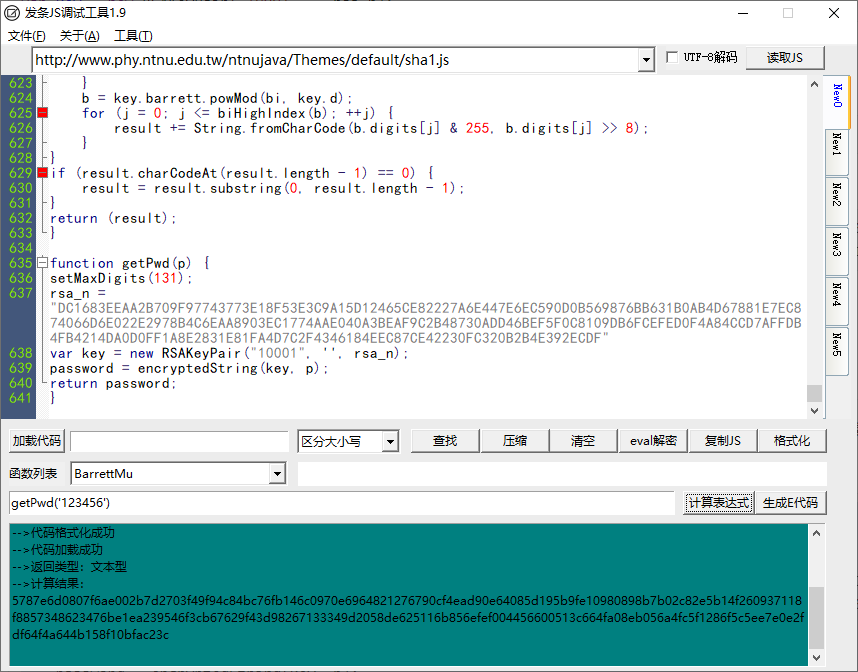 发条JS调试工具1.9
文件(F) 关于(A) 工具(T)
http://www.phy.ntnu.edu.tw/ntnujava/Themes/default/sha1.js
UTF-8解码
读取JS
623 }
624 b = key.barrett.powMod(bi, key.d);
625 for (j = 0; j <= biHighIndex(b); ++j) {
626 result += String.fromCharCode(b.digits[j] & 255, b.digits[j] >> 8);
627 }
628 }
629 if (result.charCodeAt(result.length - 1) == 0) {
630 result = result.substring(0, result.length - 1);
631 }
632 return (result);
633 }
634
635 function getPwd(p) {
636 setMaxDigits(131);
637 rsa_n =
"DC1683EEAA2B709F97743773E18F53E3C9A15D12465CE82227A6E447E6EC590D0B569876BB631B0AB4D67881E7EC8
74066D6E022E2978B4C6EAA8903EC1774AAE040A3BEAF9C2B48730ADD46BEF5F0C8109DB6FCEFED0F4A84CCD7AFFDB
4FB4214DA0D0FF1A8E2831E81FA4D7C2F4346184EEC87CE42230FC320B2B4E392ECDF"
638 var key = new RSAKeyPair("10001", '', rsa_n);
639 password = encryptedString(key, p);
640 return password;
641 }
New0
New1
New2
New3
New4
New5
加载代码 区分大小写 查找 压缩 清空 eval解密 复制JS 格式化
函数列表 BarrettMu
getPwd('123456') 计算表达式 生成E代码
-->代码格式化成功
-->代码加载成功
-->返回类型：文本型
-->计算结果：
5787e6d0807f6ae002b7d2703f49f94c84bc76fb146c0970e6964821276790cf4ead90e64085d195b9fe10980898b7b02c82e5b14f260937118
f8857348623476be1ea239546f3cb67629f43d98267133349d2058de625116b856efef004456600513c664fa08eb056a4fc5f1286f5c5ee7e0e2f
df64f4a644b158f10bfac23c